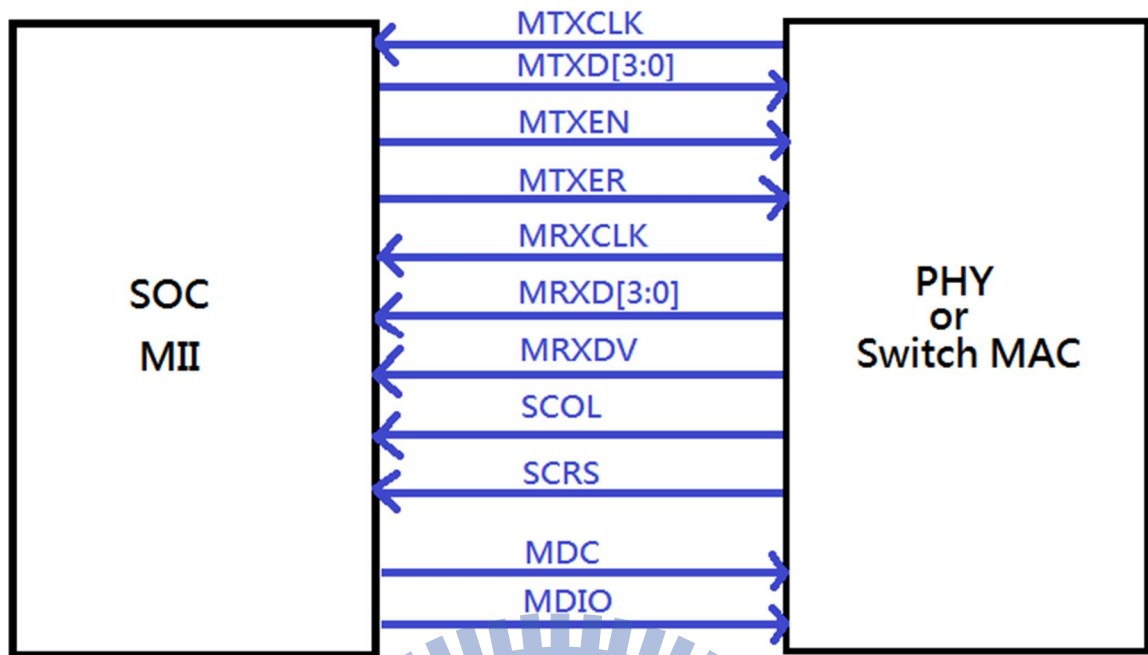 SOC
MII
MTXCLK
MTXD[3:0]
MTXEN
MTXER
MRXCLK
MRXD[3:0]
MRXDV
SCOL
SCRS
MDC
MDIO
PHY
or
Switch MAC